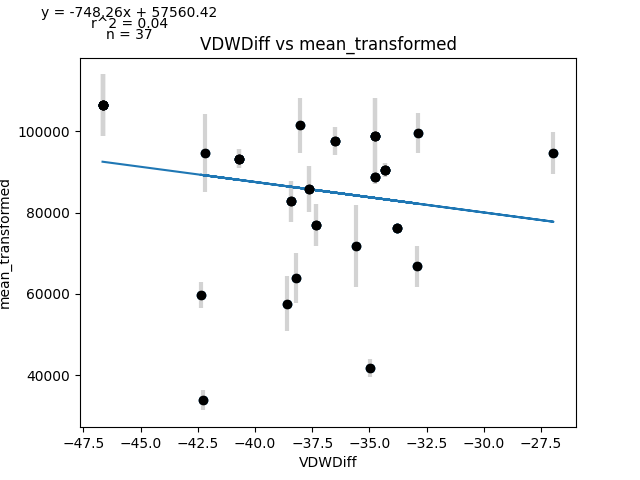 y = -748.26x + 57560.42
r^2 = 0.04
n = 37
VDWDiff vs mean_transformed
100000
80000
60000
40000
mean_transformed
−47.5 −45.0 −42.5 −40.0 −37.5 −35.0 −32.5 −30.0 −27.5
VDWDiff